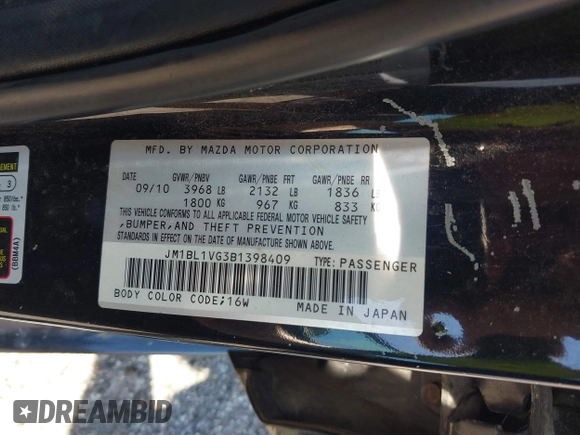 MFD. BY MAZDA MOTOR CORPORATION
DATE GVWR/PNBV GAWR/PNBE FRT GAWR/PNBE RR
09/10 3968 LB 2132 LB 1836 LB
1800 KG 967 KG 833 KG
THIS VEHICLE CONFORMS TO ALL APPLICABLE FEDERAL MOTOR VEHICLE SAFETY
,BUMPER,AND THEFT PREVENTION
STANDARDS IN EFFECT ON THE DATE OF MANUFACTURE SHOWN ABOVE.
JM1BL1VG3B1398409 TYPE: PASSENGER
BODY COLOR CODE;16W MADE IN JAPAN
3
(BBM4A)
DREAMBID